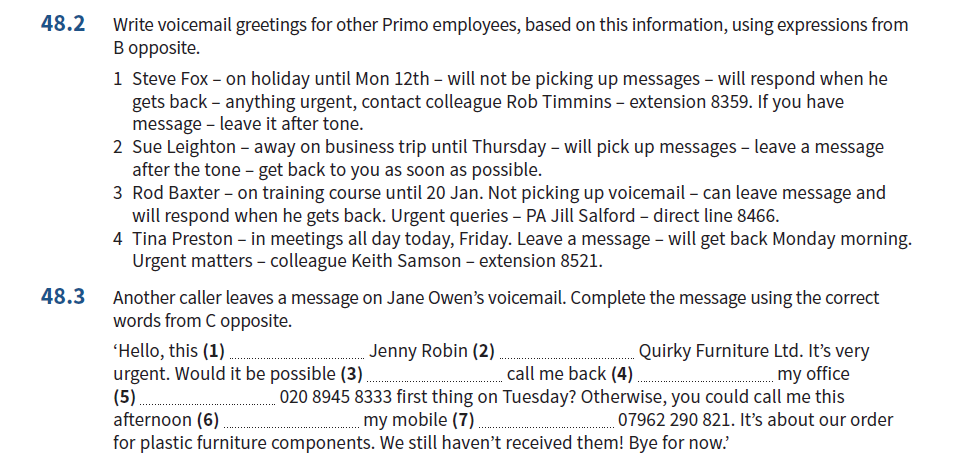 48.2 Write voicemail greetings for other Primo employees, based on this information, using expressions from
B opposite.
1 Steve Fox – on holiday until Mon 12th – will not be picking up messages – will respond when he
gets back – anything urgent, contact colleague Rob Timmins – extension 8359. If you have
message – leave it after tone.
2 Sue Leighton – away on business trip until Thursday – will pick up messages – leave a message
after the tone – get back to you as soon as possible.
3 Rod Baxter – on training course until 20 Jan. Not picking up voicemail – can leave message and
will respond when he gets back. Urgent queries – PA Jill Salford – direct line 8466.
4 Tina Preston – in meetings all day today, Friday. Leave a message – will get back Monday morning.
Urgent matters – colleague Keith Samson – extension 8521.
48.3 Another caller leaves a message on Jane Owen’s voicemail. Complete the message using the correct
words from C opposite.
‘Hello, this (1) .............................. Jenny Robin (2) .............................. Quirky Furniture Ltd. It’s very
urgent. Would it be possible (3) .............................. call me back (4) .............................. my office
(5) .............................. 020 8945 8333 first thing on Tuesday? Otherwise, you could call me this
afternoon (6) .............................. my mobile (7) .............................. 07962 290 821. It’s about our order
for plastic furniture components. We still haven’t received them! Bye for now.’